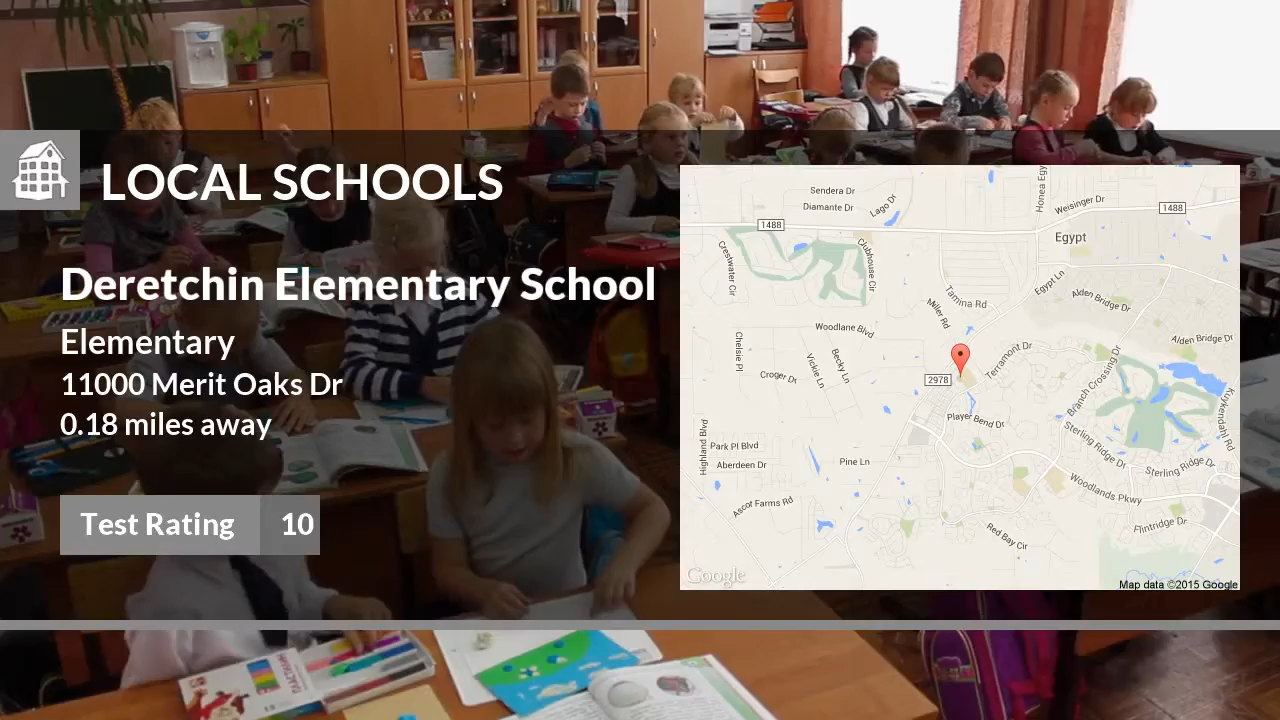 LOCAL SCHOOLS
Deretchin Elementary School
Elementary
11000 Merit Oaks Dr
0.18 miles away
Test Rating 10
Sendera Dr
Diamante Dr
Lago Dr
1488
Crestwater Cir
Clubhouse Cir
Honea Egy
Weisinger Dr
1488
Egypt
Egypt Ln
Tamina Rd
Miller Rd
Alden Bridge Dr
Alden Bridge Dr
Woodlane Blvd
Chelsie Pl
Croger Dr
Vickie Ln
Becky Ln
Terramont Dr
2978
Branch Crossing Dr
Kuykendahl Rd
Player Bend Dr
Highland Blvd
Park Pl Blvd
Aberdeen Dr
Pine Ln
Ascot Farms Rd
Sterling Ridge Dr
Sterling Ridge Dr
Woodlands Pkwy
Flintridge Dr
Red Bay Cir
Google
Map data ©2015 Google